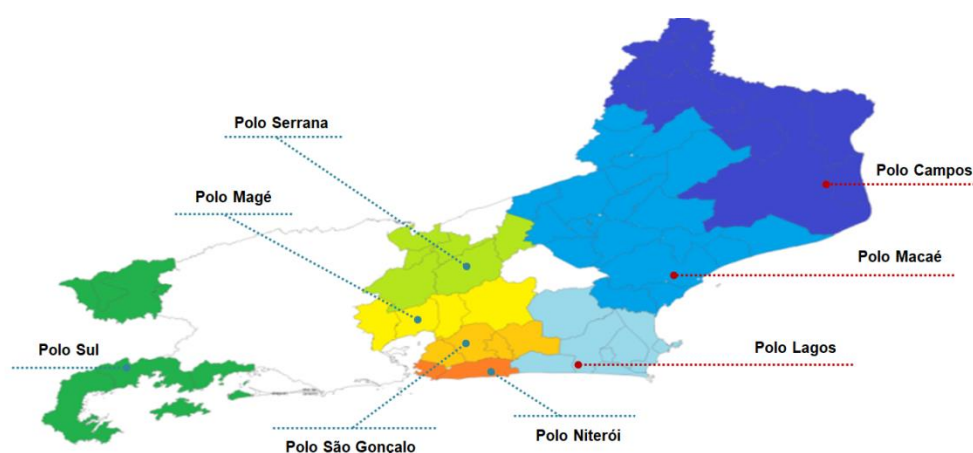 Polo Serrana
Polo Campos
Polo Magé
Polo Macaé
Polo Sul
Polo Lagos
Polo Niterói
Polo São Gonçalo